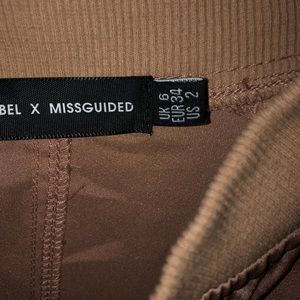 BEL X MISSGUIDED
UK 6
EUR 34
US 2